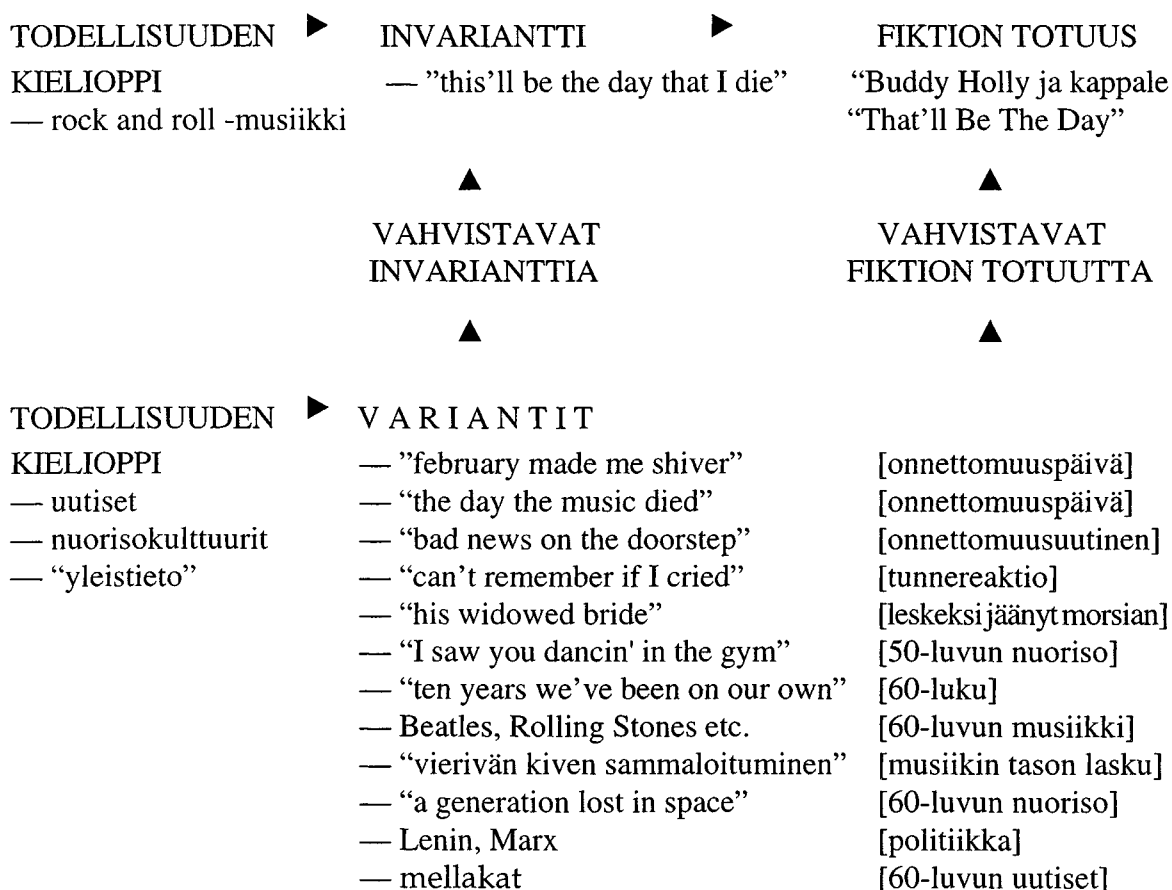 TODELLISUUDEN ► INVARIANTTI ► FIKTION TOTUUS
KIELIOPPI — ”this’ll be the day that I die” “Buddy Holly ja kappale
— rock and roll -musiikki “That’ll Be The Day”
▲ ▲
VAHVISTAVAT VAHVISTAVAT
INVARIANTTIA FIKTION TOTUUTTA
▲ ▲
TODELLISUUDEN ► V A R I A N T I T
KIELIOPPI — ”february made me shiver” [onnettomuuspäivä]
— uutiset — “the day the music died” [onnettomuuspäivä]
— nuorisokulttuurit — “bad news on the doorstep” [onnettomuusuutinen]
— “yleistieto” — “can’t remember if I cried” [tunnereaktio]
— “his widowed bride” [leskeksi jäänyt morsian]
— “I saw you dancin' in the gym” [50-luvun nuoriso]
— “ten years we’ve been on our own” [60-luku]
— Beatles, Rolling Stones etc. [60-luvun musiikki]
— “vierivän kiven sammaloituminen” [musiikin tason lasku]
— “a generation lost in space” [60-luvun nuoriso]
— Lenin, Marx [politiikka]
— mellakat [60-luvun uutiset]